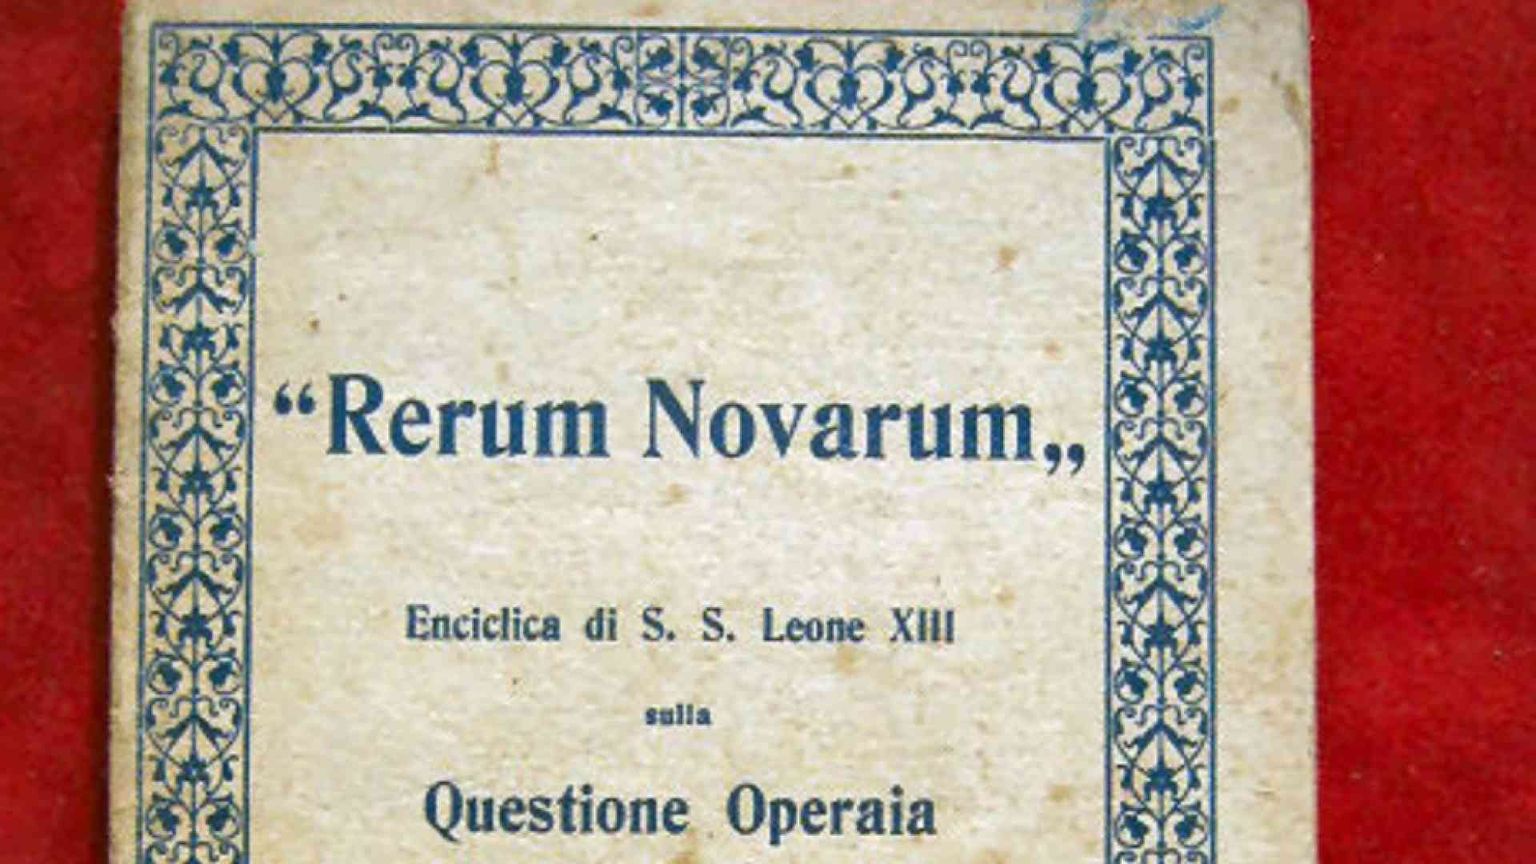 “Rerum Novarum„
Enciclica di S. S. Leone XIII
sulla
Questione Operaia